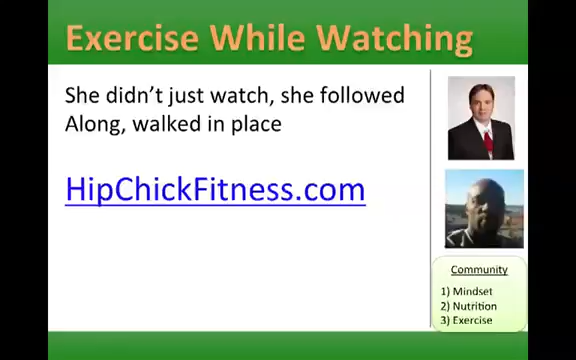 Exercise While Watching
She didn't just watch, she followed
Along, walked in place
HipChickFitness.com
Community
1) Mindset
2) Nutrition
3) Exercise